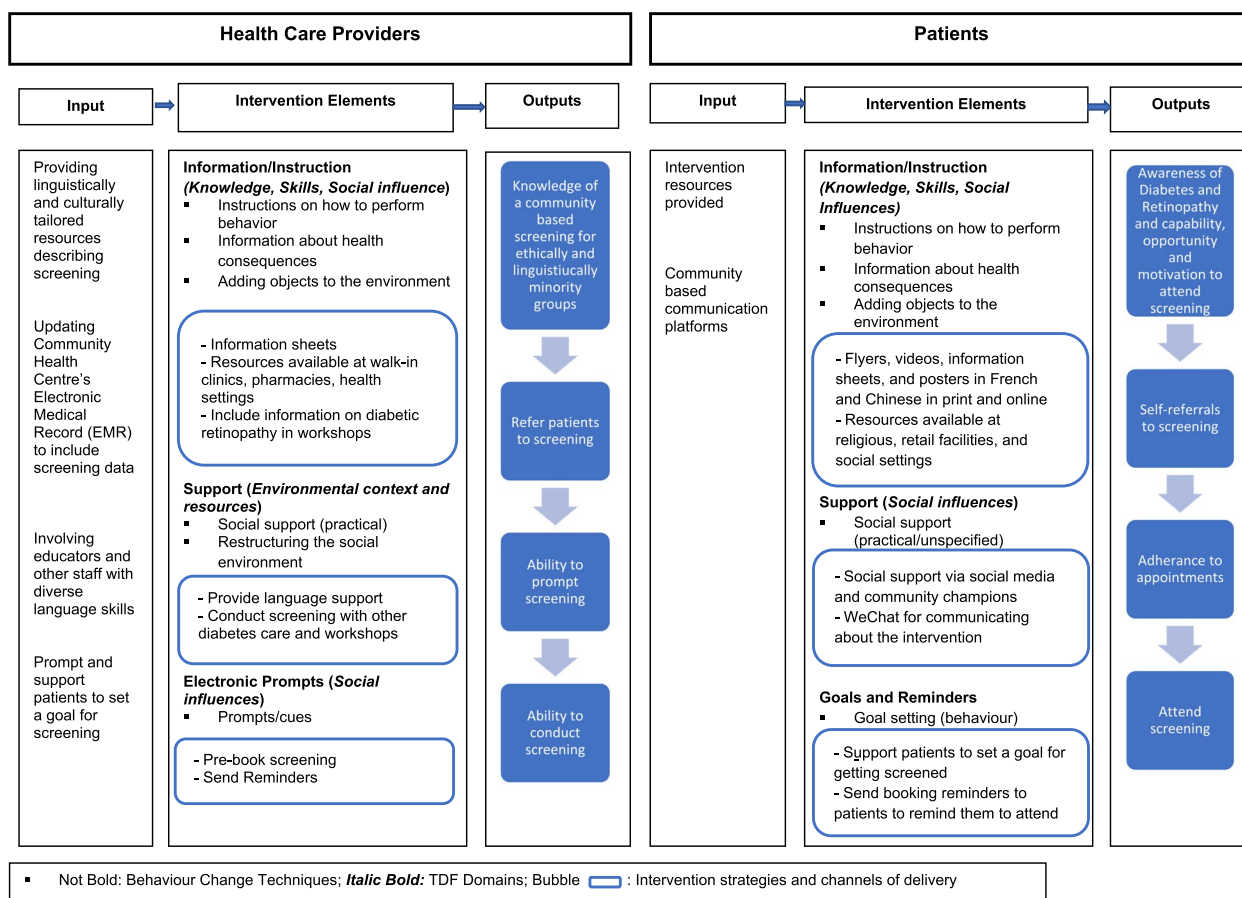 Health Care Providers
Input
Intervention Elements
Outputs
Providing
linguistically
and culturally
tailored
resources
describing
screening
Updating
Community
Health
Centre's
Electronic
Medical
Record (EMR)
to include
screening data
Involving
educators and
other staff with
diverse
language skills
Prompt and
support
patients to set
a goal for
screening
Information/Instruction
(Knowledge, Skills, Social influence)
▪ Instructions on how to perform
behavior
▪ Information about health
consequences
▪ Adding objects to the environment
- Information sheets
- Resources available at walk-in
clinics, pharmacies, health
settings
- Include information on diabetic
retinopathy in workshops
Support (Environmental context and
resources)
▪ Social support (practical)
▪ Restructuring the social
environment
- Provide language support
- Conduct screening with other
diabetes care and workshops
Electronic Prompts (Social
influences)
▪ Prompts/cues
- Pre-book screening
- Send Reminders
Knowledge of
a community
based
screening for
ethically and
linguistiucally
minority
groups
Refer patients
to screening
Ability to
prompt
screening
Ability to
conduct
screening
Patients
Input
Intervention Elements
Outputs
Intervention
resources
provided
Community
based
communication
platforms
Information/Instruction
(Knowledge, Skills, Social
Influences)
▪ Instructions on how to perform
behavior
▪ Information about health
consequences
▪ Adding objects to the
environment
- Flyers, videos, information
sheets, and posters in French
and Chinese in print and online
- Resources available at
religious, retail facilities, and
social settings
Support (Social influences)
▪ Social support
(practical/unspecified)
- Social support via social media
and community champions
- WeChat for communicating
about the intervention
Goals and Reminders
▪ Goal setting (behaviour)
- Support patients to set a goal for
getting screened
- Send booking reminders to
patients to remind them to attend
Awareness of
Diabetes and
Retinopathy
and capability,
opportunity
and
motivation to
attend
screening
Self-referrals
to screening
Adherance to
appointments
Attend
screening
▪ Not Bold: Behaviour Change Techniques; Italic Bold: TDF Domains; Bubble : Intervention strategies and channels of delivery